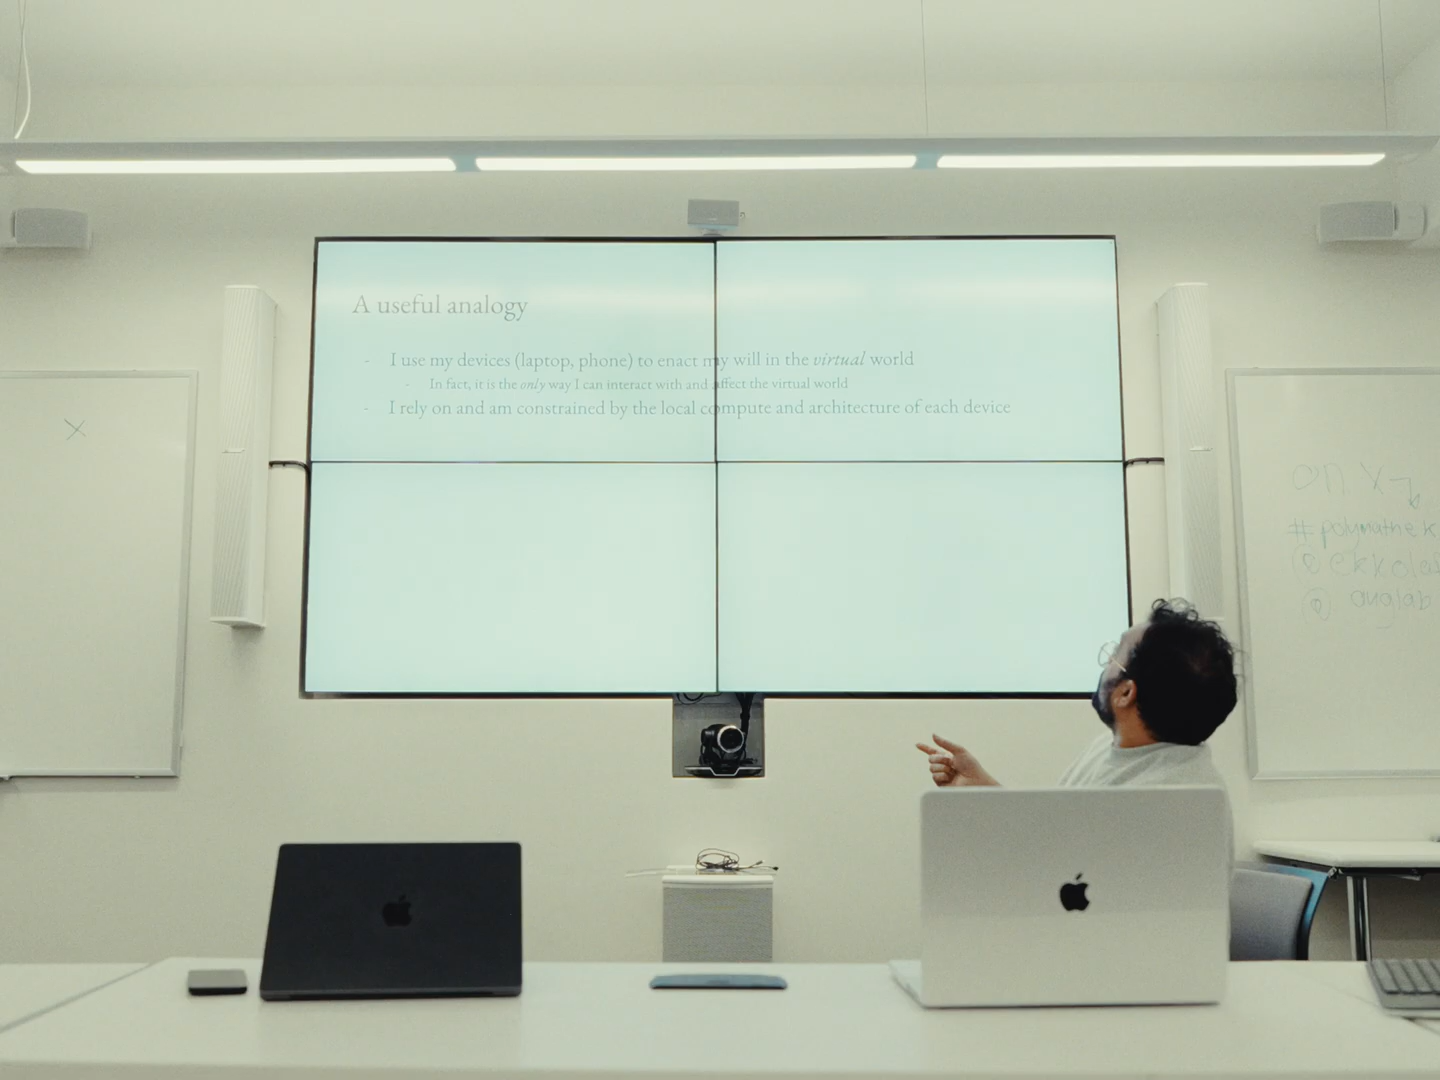 A useful analogy
- I use my devices (laptop, phone) to enact my will in the virtual world
- In fact, it is the only way I can interact with and affect the virtual world
- I rely on and am constrained by the local compute and architecture of each device
X
on X
#polymathek
@ekkola
@